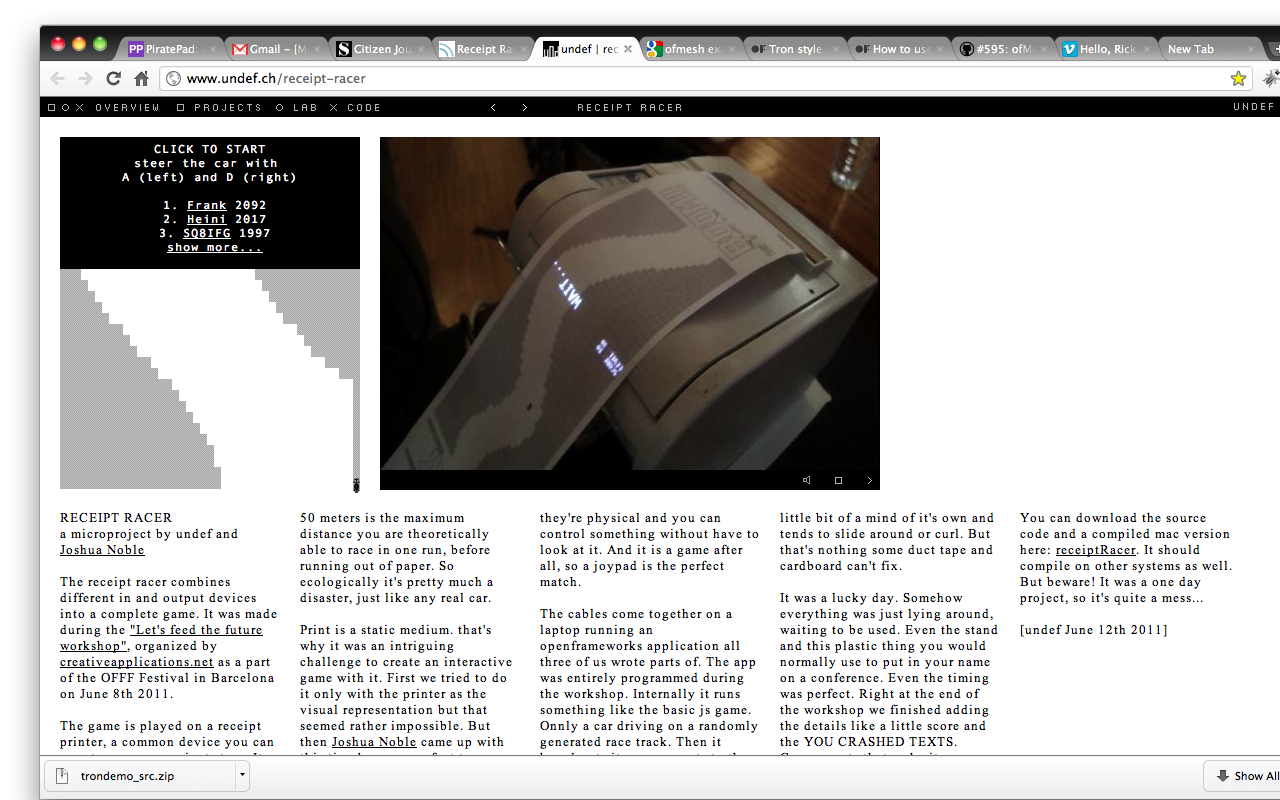 PiratePad:
Gmail – [M
Citizen Jou
Receipt Ra
undef | rec
ofmesh ex
Tron style
How to use
#595: ofM
Hello, Rick
New Tab
www.undef.ch/receipt-racer
OVERVIEW PROJECTS LAB CODE < > RECEIPT RACER UNDEF
CLICK TO START
steer the car with
A (left) and D (right)
1. Frank 2092
2. Heini 2017
3. SQ8IFG 1997
show more...
WAIT...
RECEIPT RACER
a microproject by undef and
Joshua Noble
The receipt racer combines
different in and output devices
into a complete game. It was made
during the "Let's feed the future
workshop", organized by
creativeapplications.net as a part
of the OFFF Festival in Barcelona
on June 8th 2011.
The game is played on a receipt
printer, a common device you can
50 meters is the maximum
distance you are theoretically
able to race in one run, before
running out of paper. So
ecologically it's pretty much a
disaster, just like any real car.
Print is a static medium. that's
why it was an intriguing
challenge to create an interactive
game with it. First we tried to do
it only with the printer as the
visual representation but that
seemed rather impossible. But
then Joshua Noble came up with
they're physical and you can
control something without have to
look at it. And it is a game after
all, so a joypad is the perfect
match.
The cables come together on a
laptop running an
openframeworks application all
three of us wrote parts of. The app
was entirely programmed during
the workshop. Internally it runs
something like the basic js game.
Onnly a car driving on a randomly
generated race track. Then it
little bit of a mind of it's own and
tends to slide around or curl. But
that's nothing some duct tape and
cardboard can't fix.
It was a lucky day. Somehow
everything was just lying around,
waiting to be used. Even the stand
and this plastic thing you would
normally use to put in your name
on a conference. Even the timing
was perfect. Right at the end of
the workshop we finished adding
the details like a little score and
the YOU CRASHED TEXTS.
You can download the source
code and a compiled mac version
here: receiptRacer. It should
compile on other systems as well.
But beware! It was a one day
project, so it's quite a mess...
[undef June 12th 2011]
trondemo_src.zip
Show All